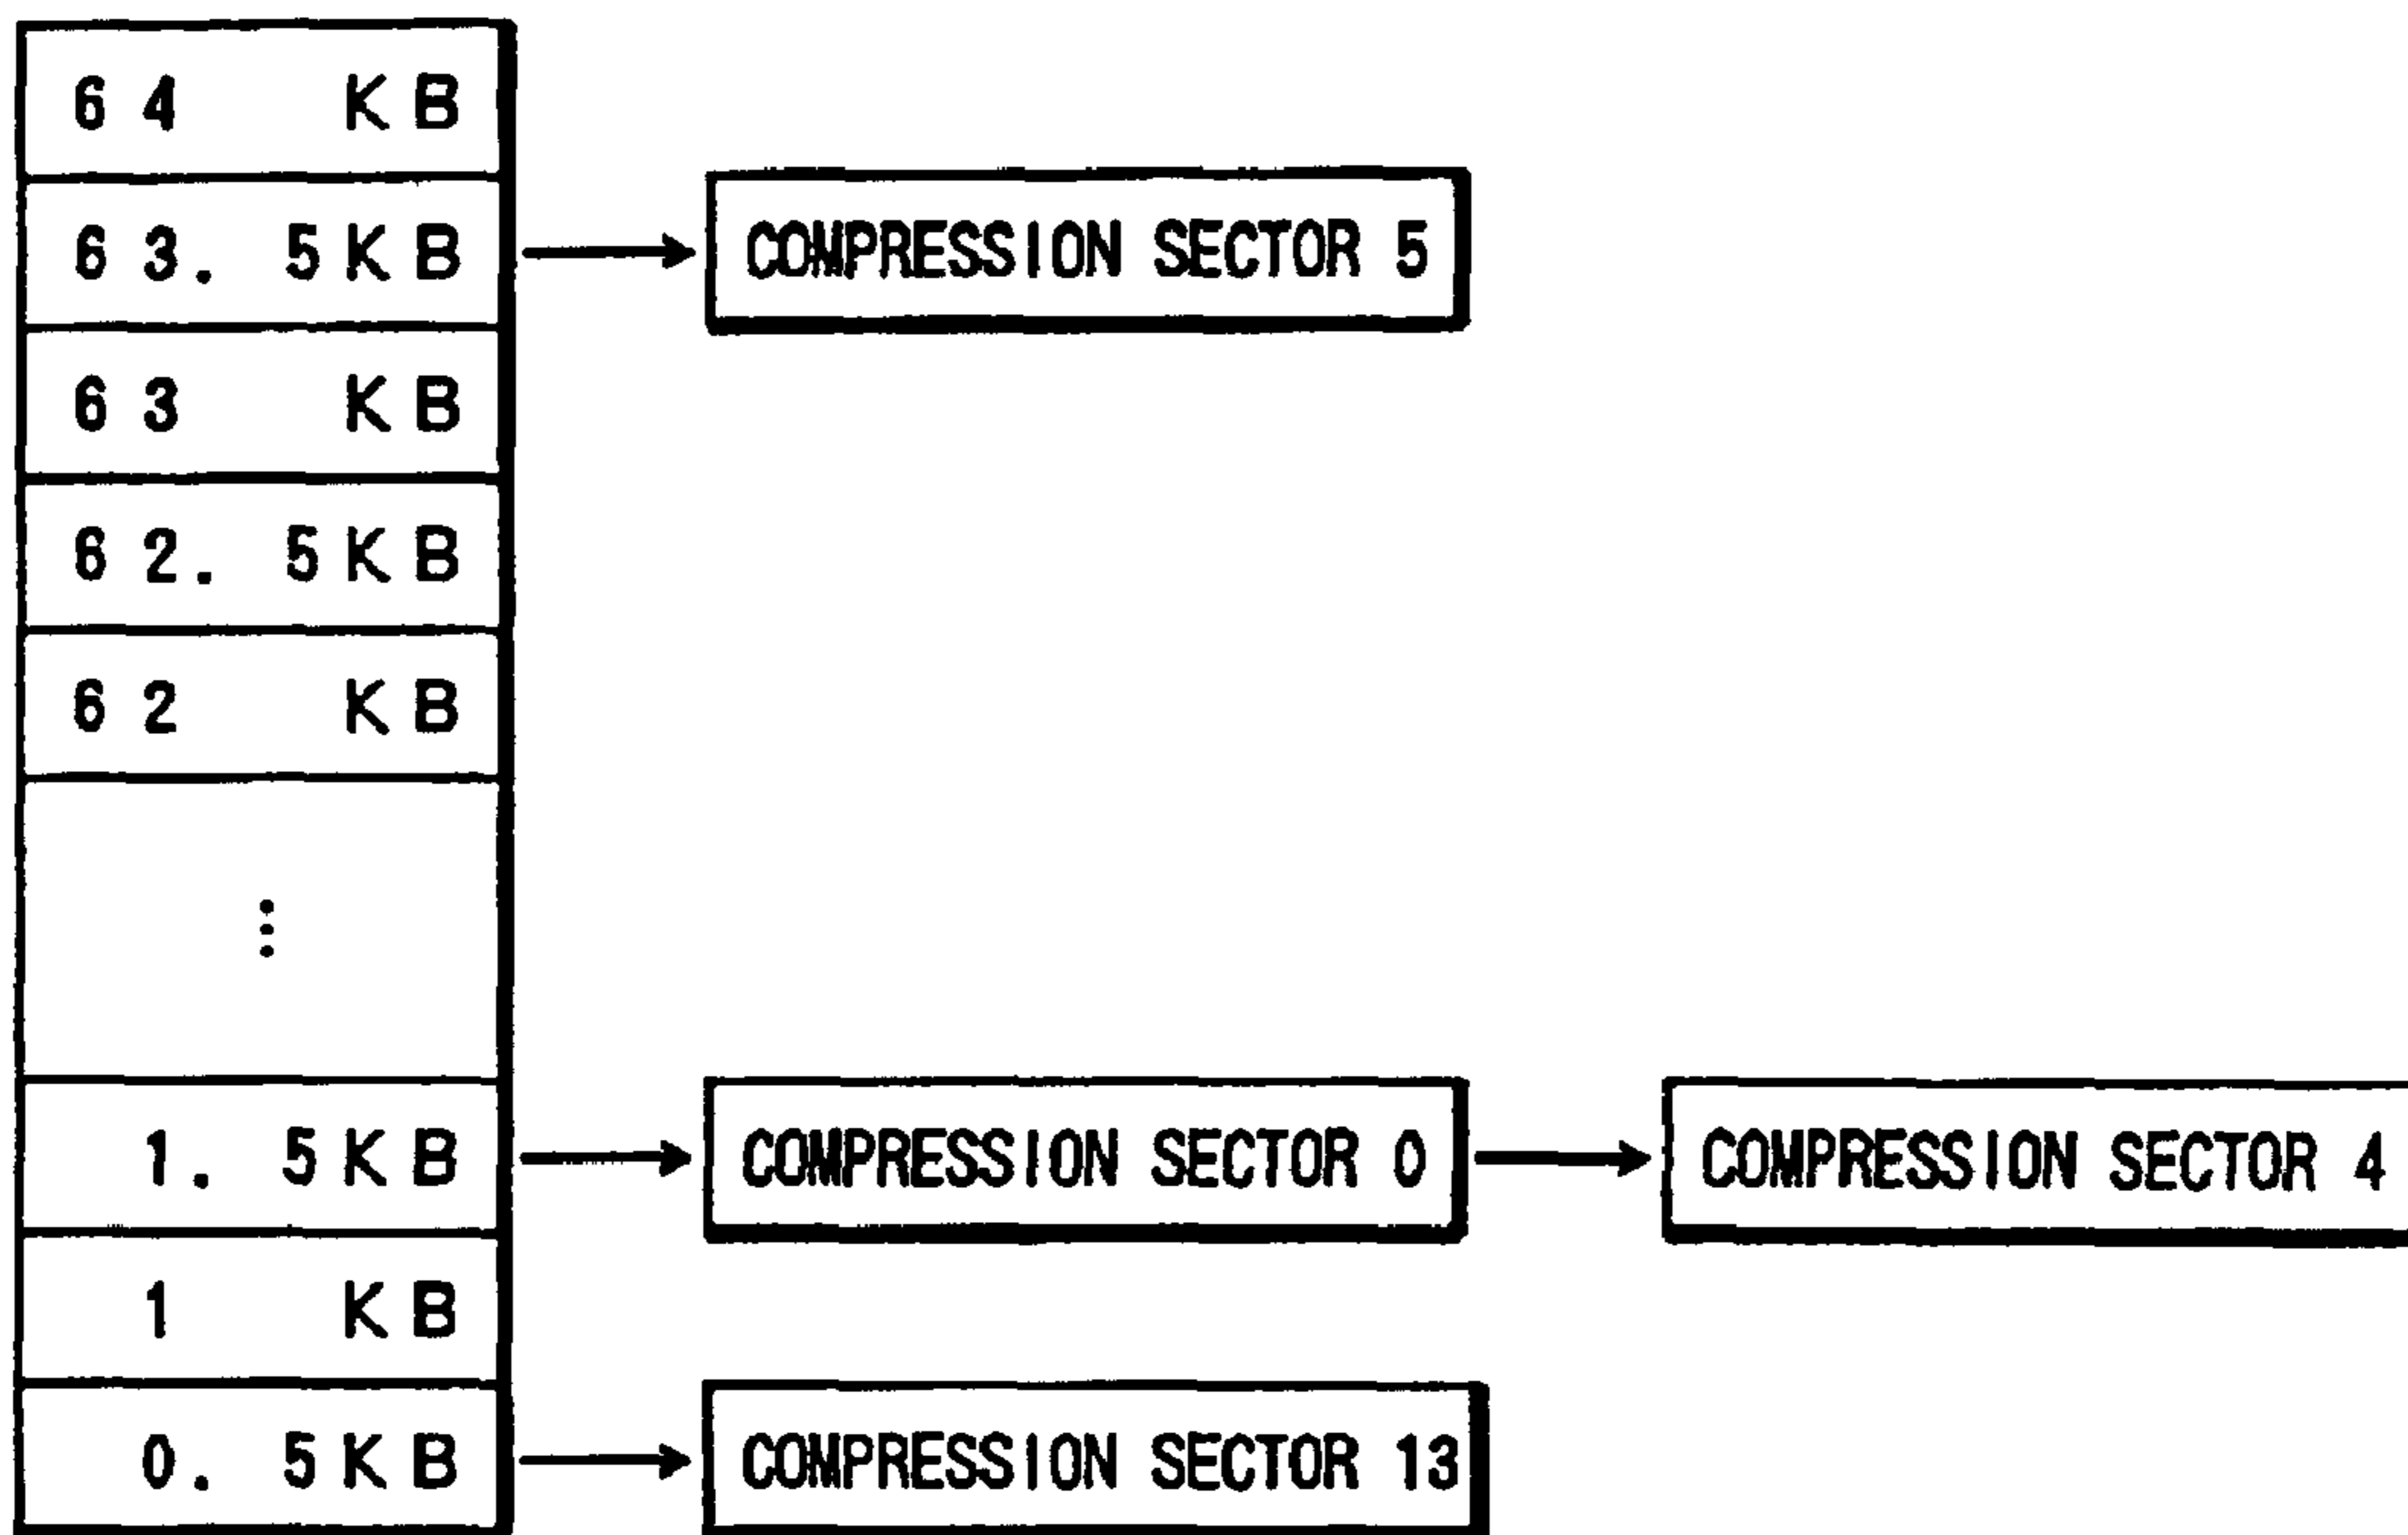 64 KB
63.5KB
COMPRESSION SECTOR 5
63 KB
62.5KB
62 KB
⋮
1.5KB
COMPRESSION SECTOR 0
COMPRESSION SECTOR 4
1 KB
0.5KB
COMPRESSION SECTOR 13